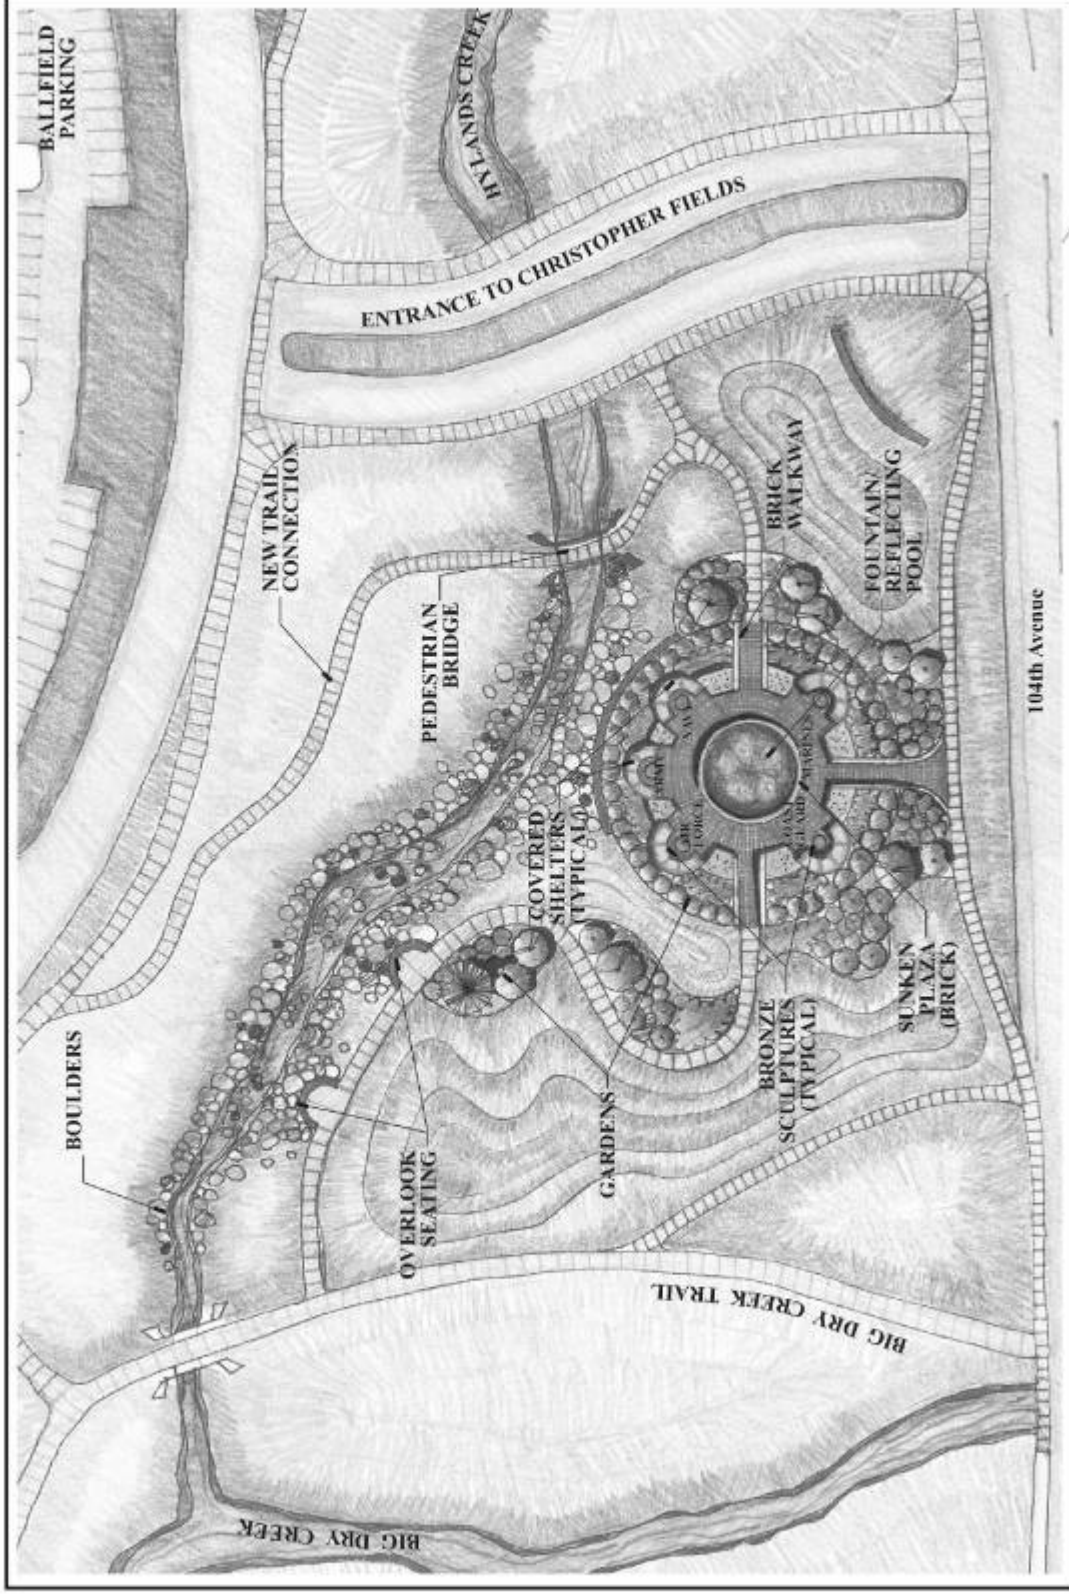 BALLFIELD
PARKING
HYLANDS CREEK
ENTRANCE TO CHRISTOPHER FIELDS
NEW TRAIL
CONNECTION
PEDESTRIAN
BRIDGE
BRICK
WALKWAY
FOUNTAIN/
REFLECTING
POOL
104th Avenue
NAVY
ARMY
AIR
FORCE
MARINES
COAST
GUARD
COVERED
SHELTERS
(TYPICAL)
BOULDERS
OVERLOOK
SEATING
GARDENS
BRONZE
SCULPTURES
(TYPICAL)
SUNKEN
PLAZA
(BRICK)
BIG DRY CREEK TRAIL
BIG DRY CREEK